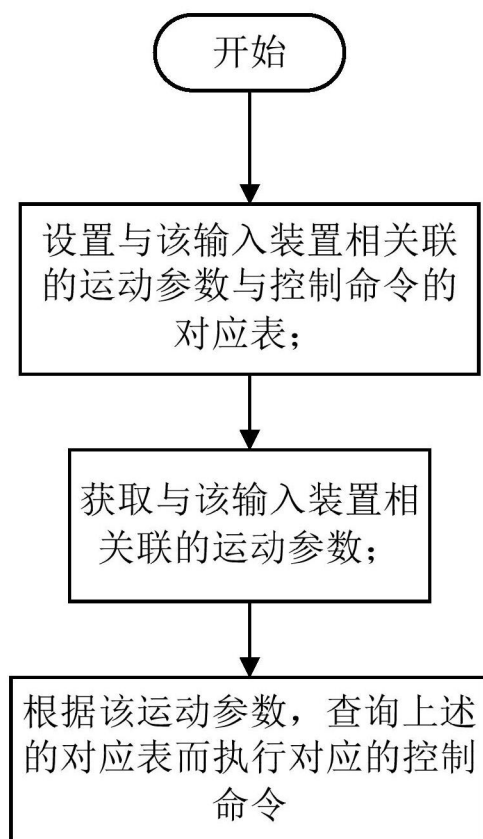 开始
设置与该输入装置相关联
的运动参数与控制命令的
对应表；
获取与该输入装置相
关联的运动参数；
根据该运动参数，查询上述
的对应表而执行对应的控制
命令